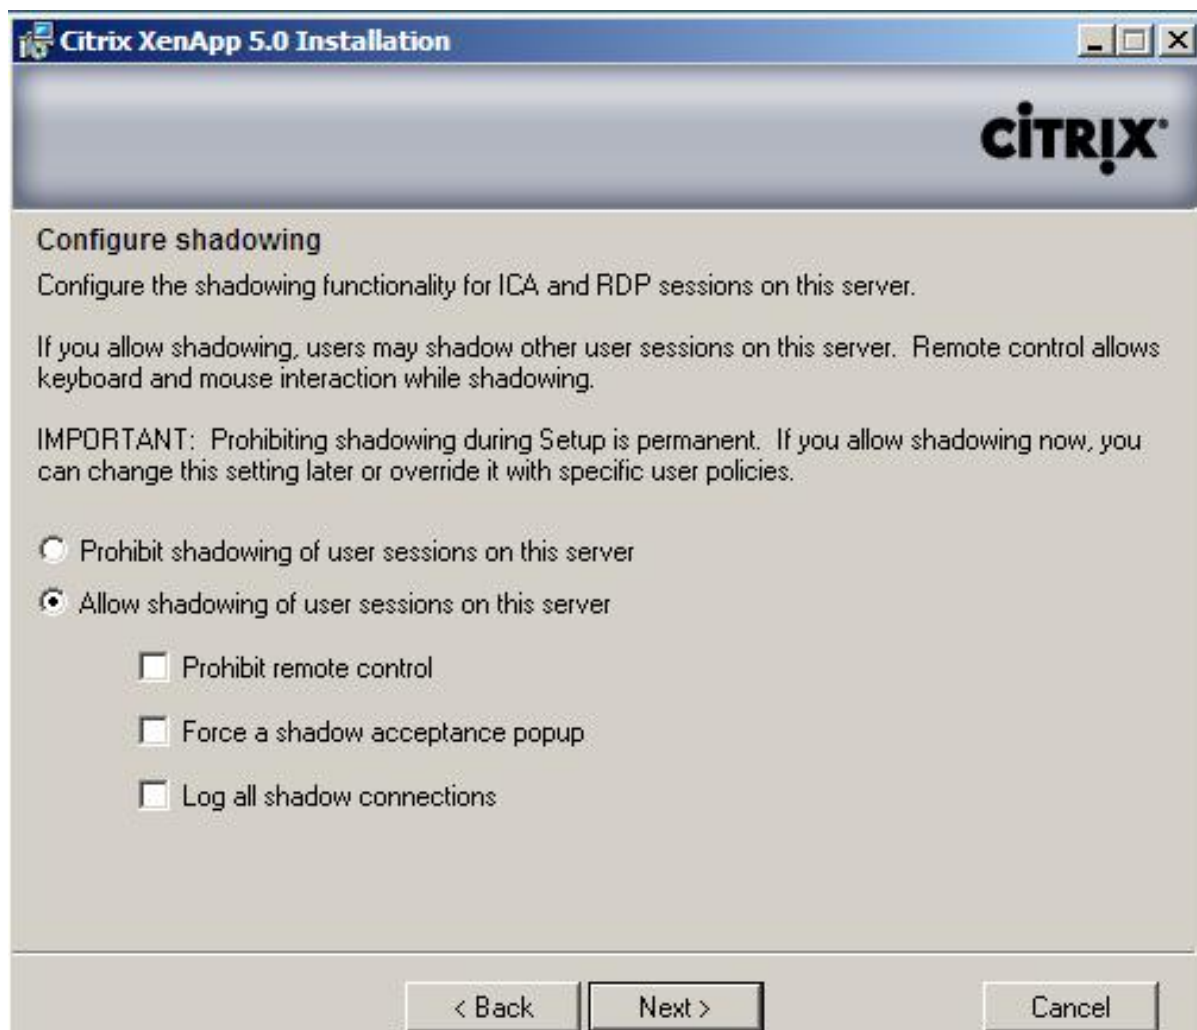 Citrix XenApp 5.0 Installation
CITRIX
Configure shadowing
Configure the shadowing functionality for ICA and RDP sessions on this server.
If you allow shadowing, users may shadow other user sessions on this server. Remote control allows
keyboard and mouse interaction while shadowing.
IMPORTANT: Prohibiting shadowing during Setup is permanent. If you allow shadowing now, you
can change this setting later or override it with specific user policies.
Prohibit shadowing of user sessions on this server
Allow shadowing of user sessions on this server
Prohibit remote control
Force a shadow acceptance popup
Log all shadow connections
< Back Next > Cancel